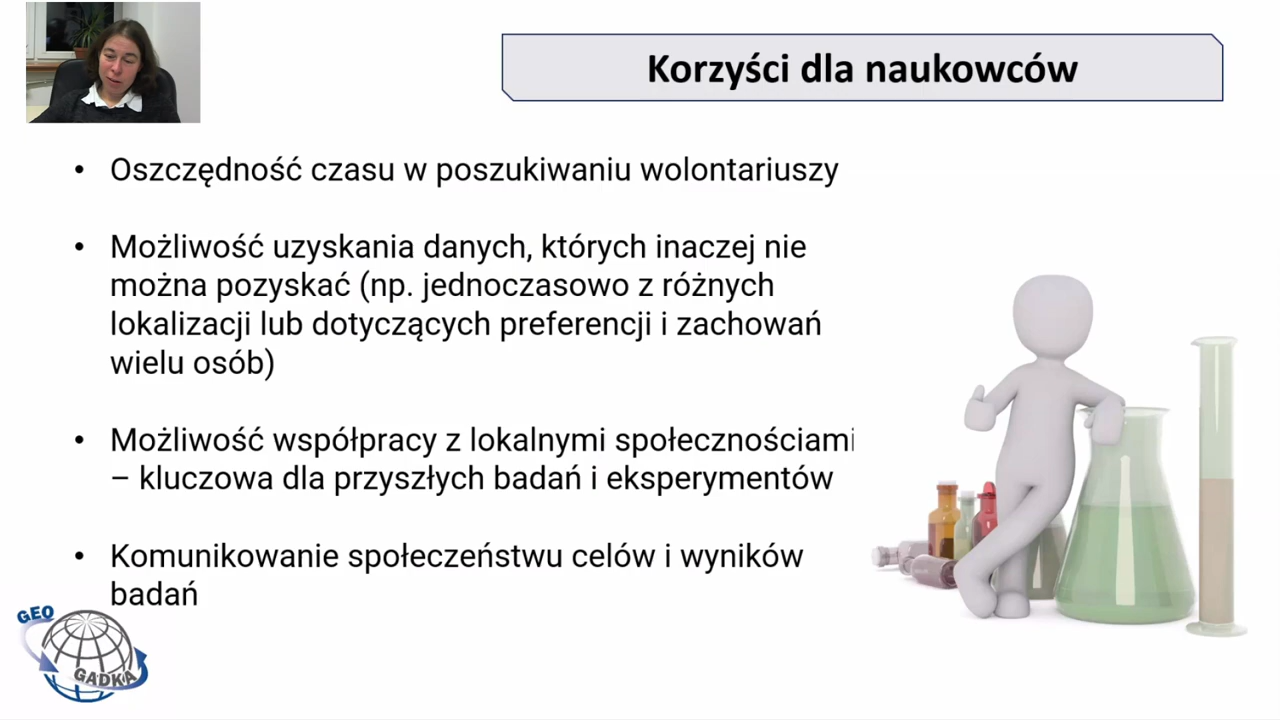 Korzyści dla naukowców
• Oszczędność czasu w poszukiwaniu wolontariuszy
• Możliwość uzyskania danych, których inaczej nie
można pozyskać (np. jednoczasowo z różnych
lokalizacji lub dotyczących preferencji i zachowań
wielu osób)
• Możliwość współpracy z lokalnymi społecznościami
– kluczowa dla przyszłych badań i eksperymentów
• Komunikowanie społeczeństwu celów i wyników
badań
GEO
GADKA